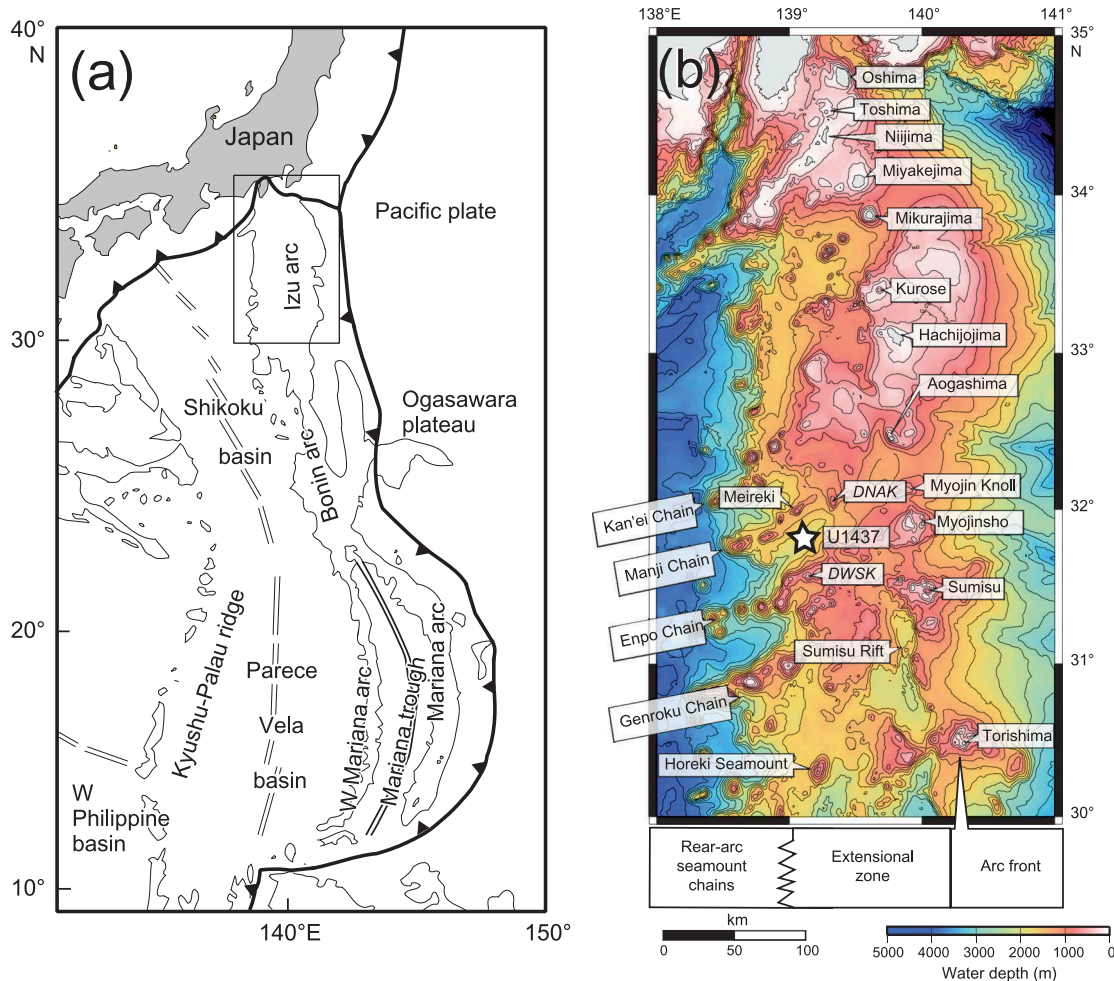 (a)
40°
N
30°
20°
10°
140°E
150°
Japan
Pacific plate
Izu arc
Shikoku
basin
Bonin arc
Ogasawara
plateau
Kyushu-Palau ridge
Parece
Vela
basin
W Mariana arc
Mariana trough
Mariana arc
W
Philippine
basin
(b)
138°E
139°
140°
141°
35°
N
34°
33°
32°
31°
30°
Oshima
Toshima
Niijima
Miyakejima
Mikurajima
Kurose
Hachijojima
Aogashima
Meireki
DNAK
Myojin Knoll
Kan'ei Chain
Myojinsho
U1437
Manji Chain
DWSK
Sumisu
Enpo Chain
Sumisu Rift
Genroku Chain
Torishima
Horeki Seamount
Rear-arc
seamount
chains
Extensional
zone
Arc front
km
0 50 100
5000 4000 3000 2000 1000 0
Water depth (m)